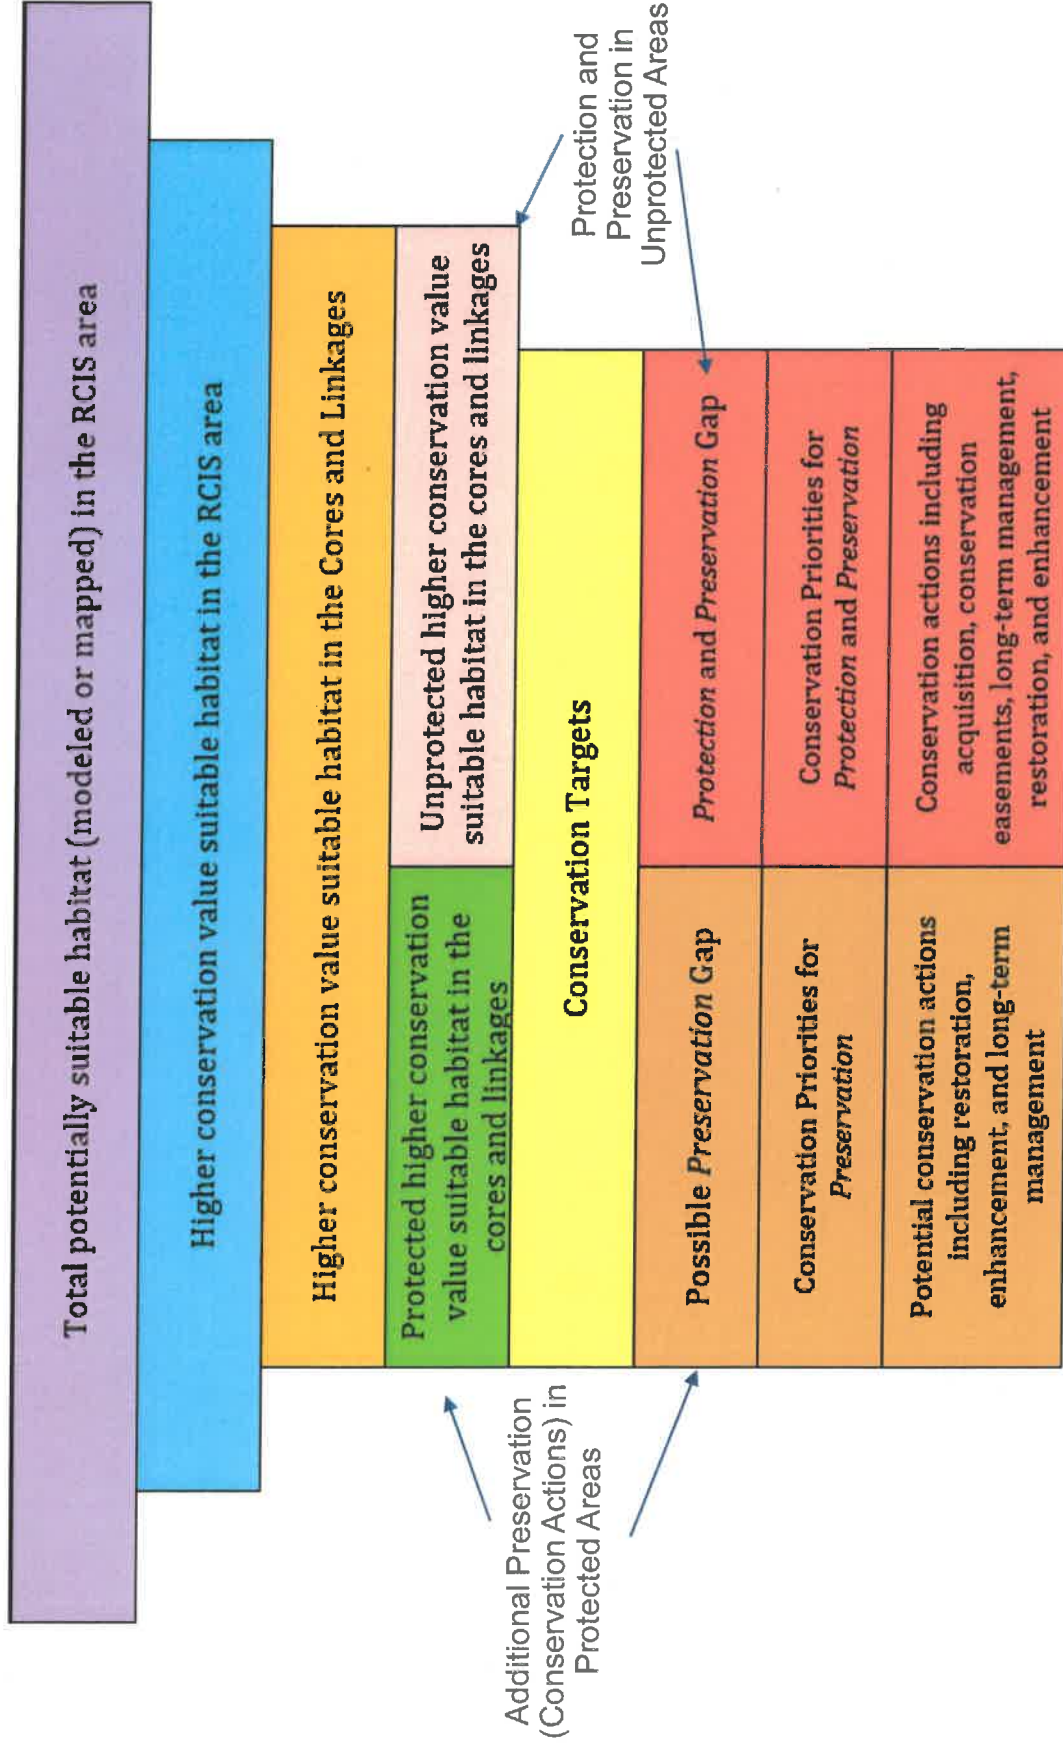 Total potentially suitable habitat (modeled or mapped) in the RCIS area
Higher conservation value suitable habitat in the RCIS area
Higher conservation value suitable habitat in the Cores and Linkages
Protected higher conservation
value suitable habitat in the
cores and linkages
Unprotected higher conservation value
suitable habitat in the cores and linkages
Conservation Targets
Possible Preservation Gap
Protection and Preservation Gap
Conservation Priorities for
Preservation
Conservation Priorities for
Protection and Preservation
Potential conservation actions
including restoration,
enhancement, and long-term
management
Conservation actions including
acquisition, conservation
easements, long-term management,
restoration, and enhancement
Additional Preservation
(Conservation Actions) in
Protected Areas
Protection and
Preservation in
Unprotected Areas